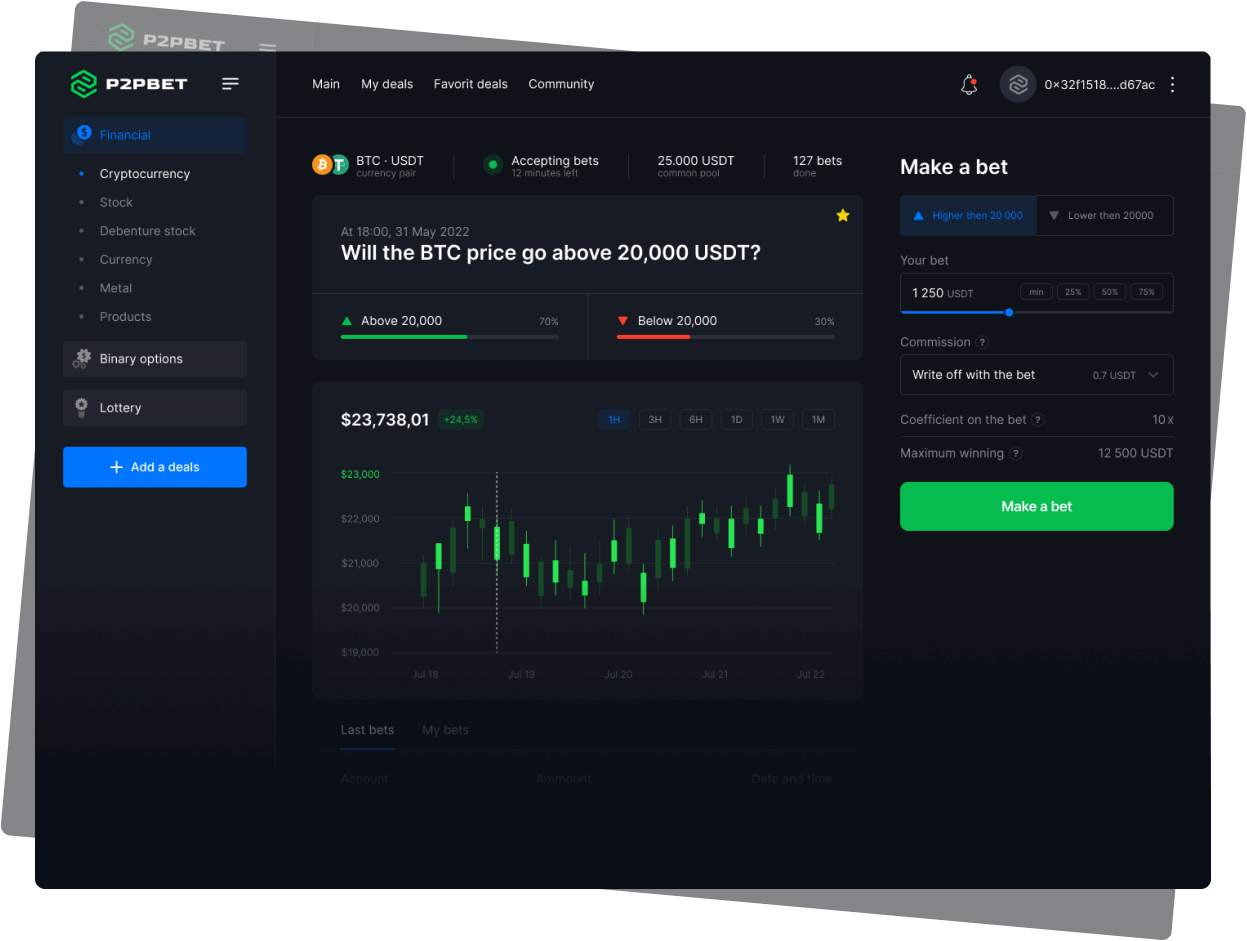 P2PBET
P2PBET
Main My deals Favorit deals Community
0×32f1518....d67ac
Financial
Cryptocurrency
Stock
Debenture stock
Currency
Metal
Products
Binary options
Lottery
Add a deals
BTC · USDT
currency pair
Accepting bets
12 minutes left
25.000 USDT
common pool
127 bets
done
At 18:00, 31 May 2022
Will the BTC price go above 20,000 USDT?
Above 20,000 70%
Below 20,000 30%
$23,738,01 +24,5%
1H 3H 6H 1D 1W 1M
$23,000
$22,000
$21,000
$20,000
$19,000
Jul 18 Jul 19 Jul 20 Jul 21 Jul 22
Last bets My bets
Account Ammount Date and time
Make a bet
Higher then 20 000 Lower then 20000
Your bet
1 250 USDT min 25% 50% 75%
Commission ?
Write off with the bet 0.7 USDT
Coefficient on the bet ? 10 x
Maximum winning ? 12 500 USDT
Make a bet